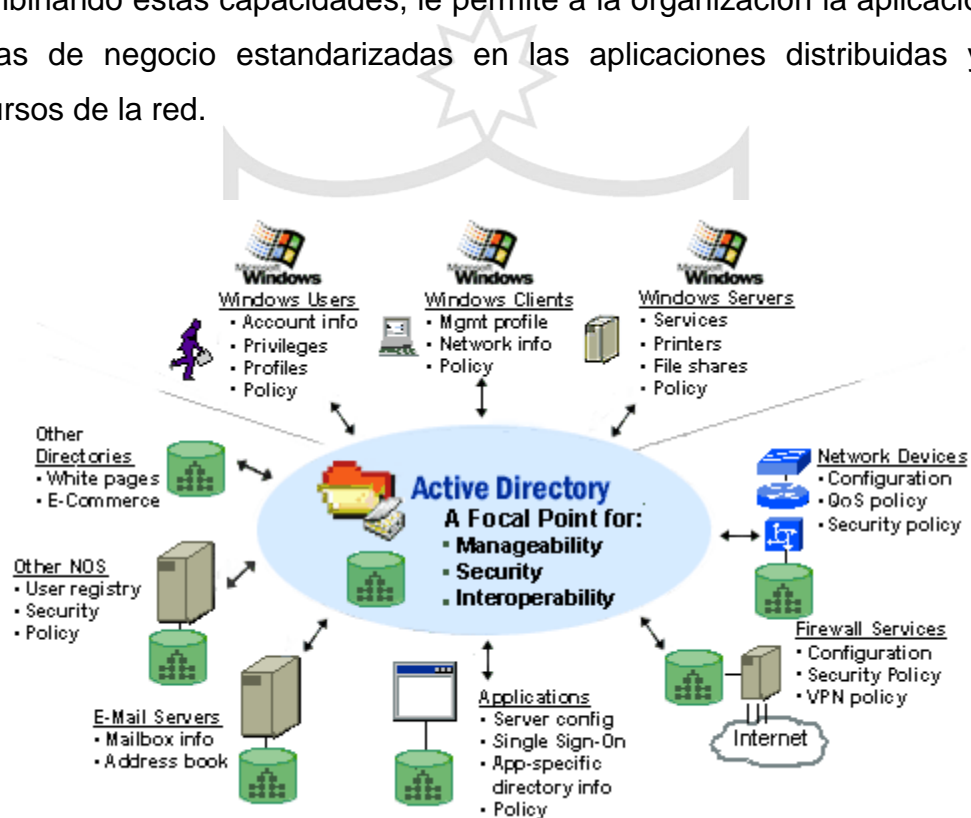 mbinando estas capacidades, le permite a la organización la aplicació
as de negocio estandarizadas en las aplicaciones distribuidas y
ursos de la red.
Microsoft
Windows
Microsoft
Windows
Microsoft
Windows
Windows Users
• Account info
• Privileges
• Profiles
• Policy
Windows Clients
• Mgmt profile
• Network info
• Policy
Windows Servers
• Services
• Printers
• File shares
• Policy
Other
Directories
• White pages
• E-Commerce
Active Directory
A Focal Point for:
• Manageability
• Security
• Interoperability
Network Devices
• Configuration
• QoS policy
• Security policy
Other NOS
• User registry
• Security
• Policy
Firewall Services
• Configuration
• Security Policy
• VPN policy
Internet
E-Mail Servers
• Mailbox info
• Address book
Applications
• Server config
• Single Sign-On
• App-specific
directory info
• Policy